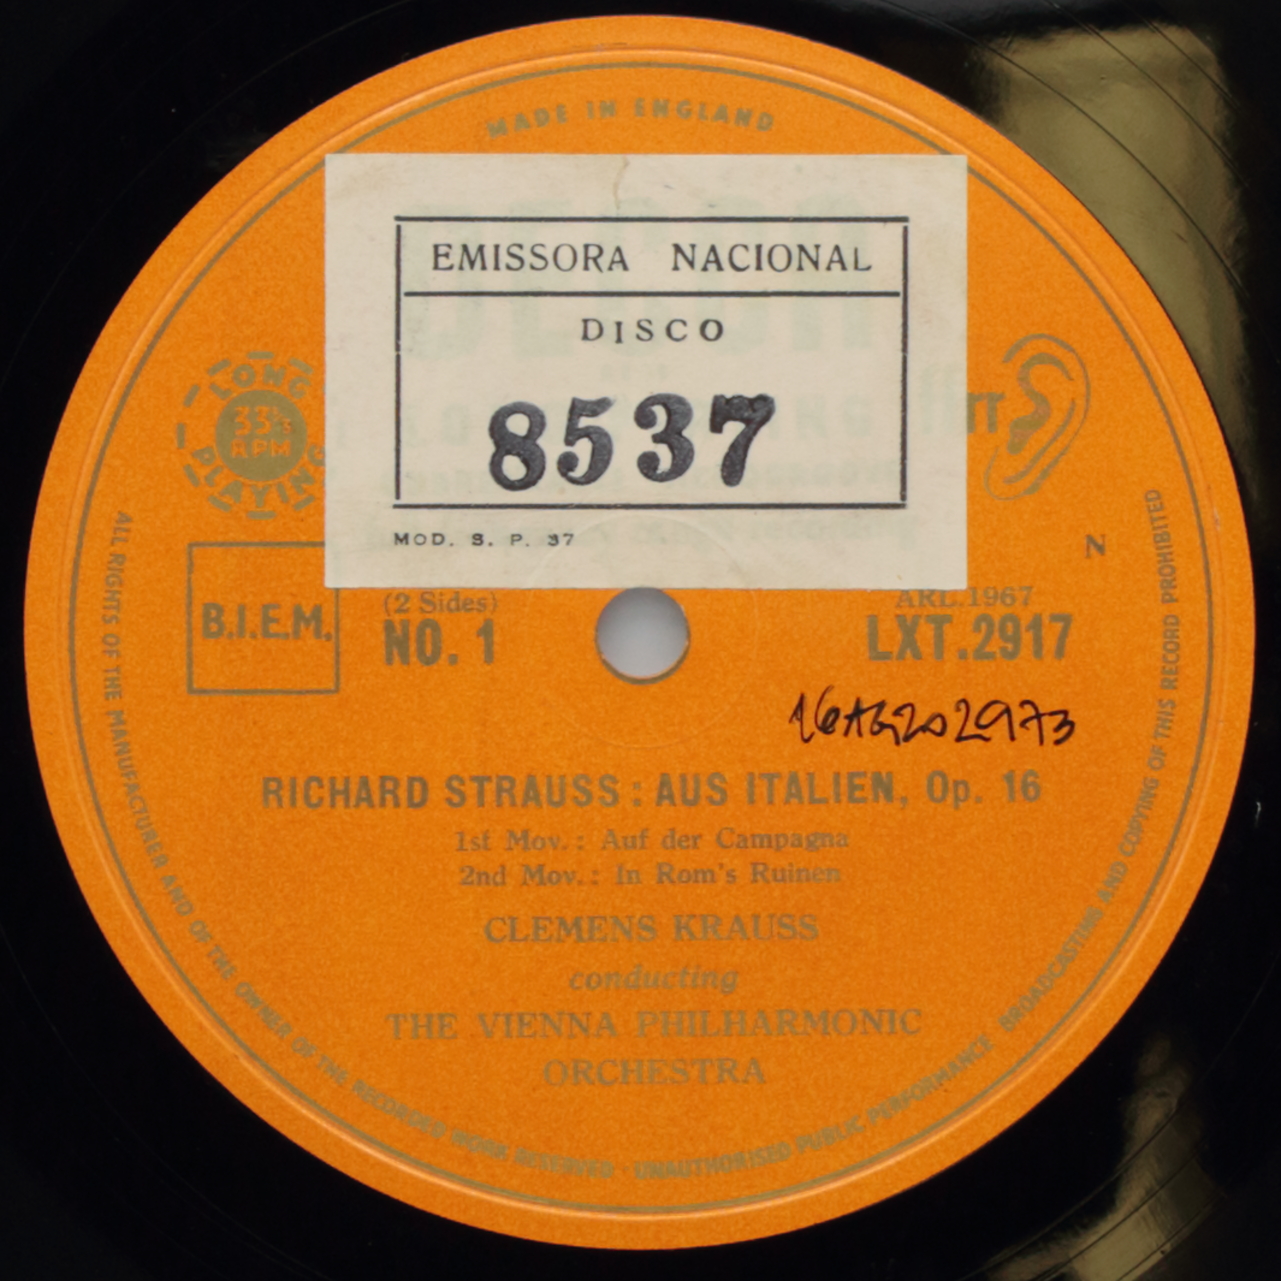 MADE IN ENGLAND
EMISSORA NACIONAL
DISCO
8537
MOD. S. P. 37
LONG
33⅓
RPM
PLAYING
B.I.E.M.
(2 Sides)
NO. 1
ARL.1967
LXT.2917
N
RICHARD STRAUSS : AUS ITALIEN, Op. 16
1st Mov. : Auf der Campagna
2nd Mov. : In Rom's Ruinen
CLEMENS KRAUSS
conducting
THE VIENNA PHILHARMONIC
ORCHESTRA
ALL RIGHTS OF THE MANUFACTURER AND OF THE OWNER OF THE RECORDED WORK RESERVED · UNAUTHORISED PUBLIC PERFORMANCE BROADCASTING AND COPYING OF THIS RECORD PROHIBITED